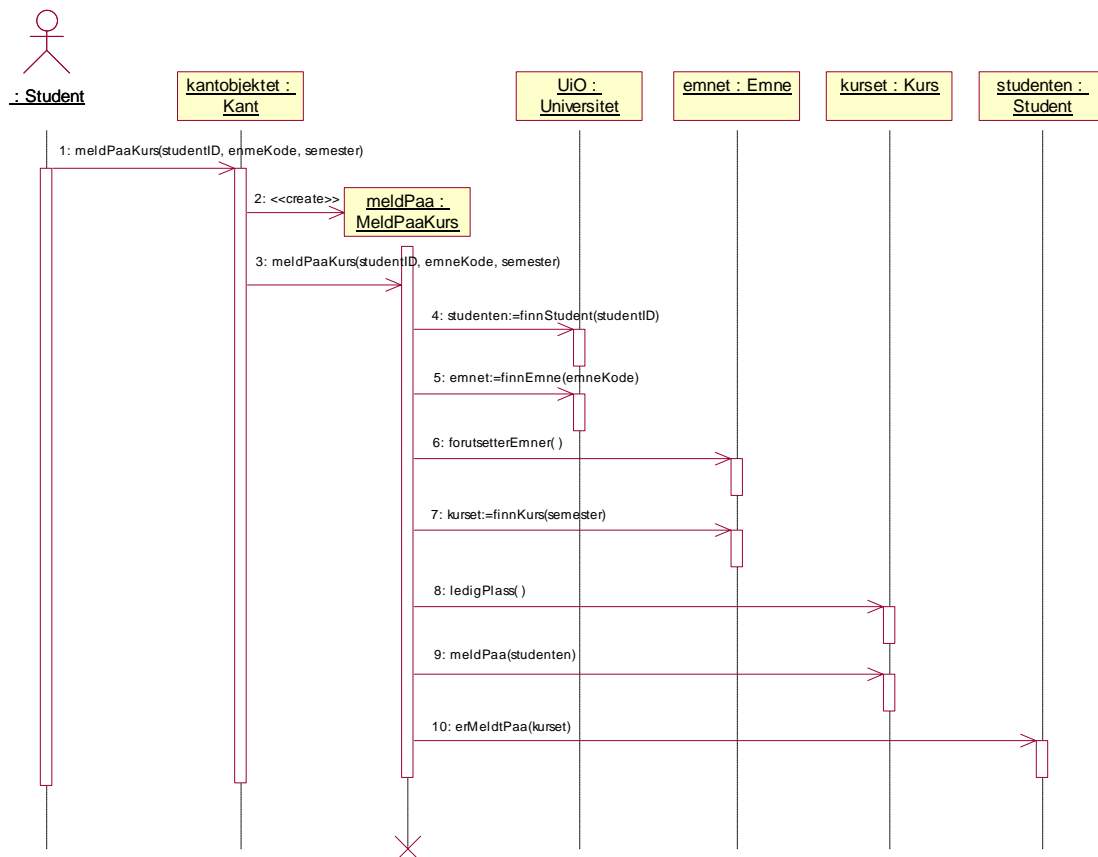 : Student
kantobjektet :
Kant
UiO :
Universitet
emnet : Emne
kurset : Kurs
studenten :
Student
1: meldPaaKurs(studentID, enmeKode, semester)
2: <<create>>
meldPaa :
MeldPaaKurs
3: meldPaaKurs(studentID, emneKode, semester)
4: studenten:=finnStudent(studentID)
5: emnet:=finnEmne(emneKode)
6: forutsetterEmner( )
7: kurset:=finnKurs(semester)
8: ledigPlass( )
9: meldPaa(studenten)
10: erMeldtPaa(kurset)